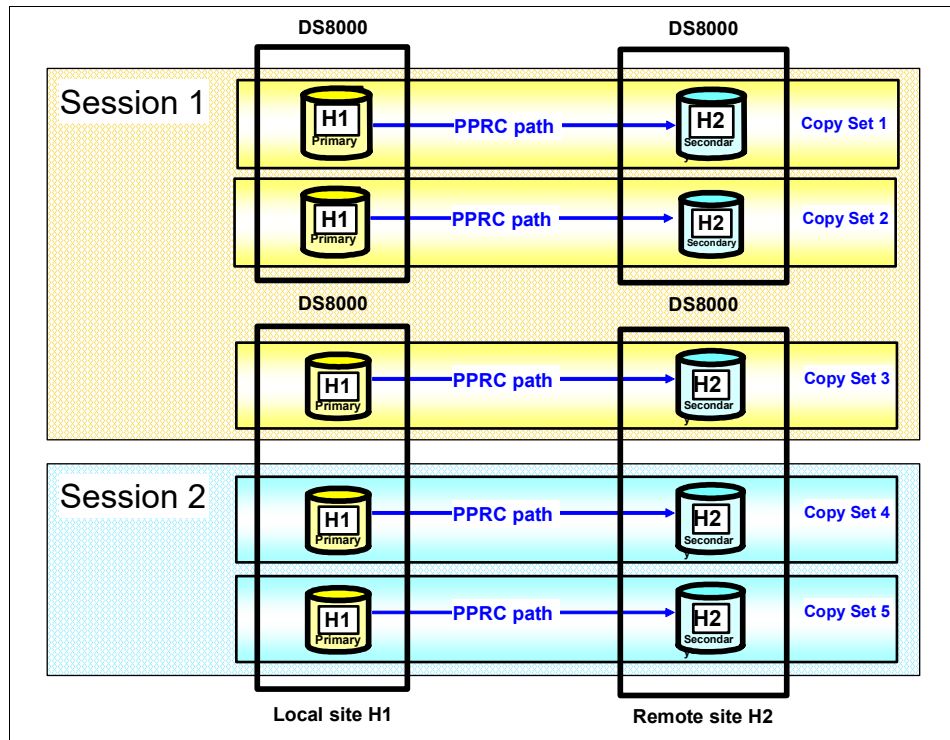 DS8000 DS8000
Session 1
H1 PPRC path H2 Copy Set 1
Primary Secondar
y
H1 PPRC path H2 Copy Set 2
Primary Secondary
DS8000 DS8000
H1 PPRC path H2 Copy Set 3
Primary Secondar
y
Session 2
H1 PPRC path H2 Copy Set 4
Primary Secondar
y
H1 PPRC path H2 Copy Set 5
Primary Secondar
y
Local site H1 Remote site H2